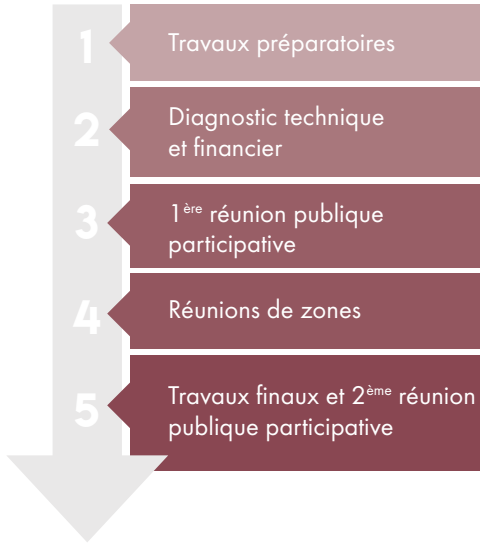 1
Travaux préparatoires
2
Diagnostic technique
et financier
3
1ère réunion publique
participative
4
Réunions de zones
5
Travaux finaux et 2ème réunion
publique participative